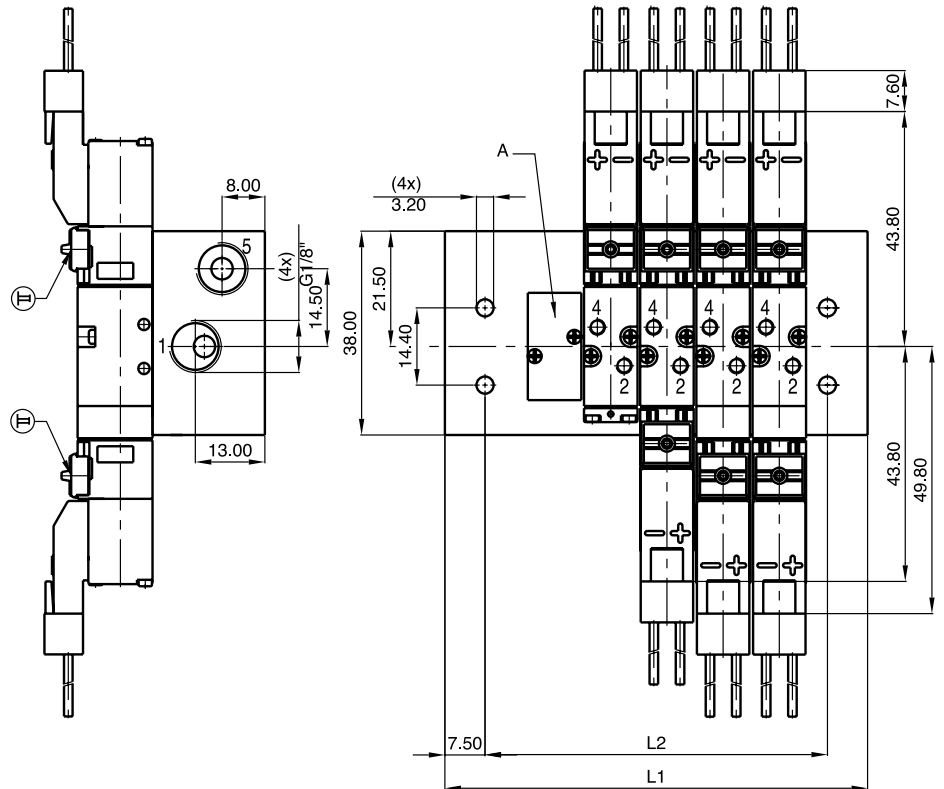 7.60
A
+ − + − + − + −
8.00
(4x)
3.20
43.80
5
(4x)
G1/8"
14.50
1
38.00
21.50
14.40
4 4 4 4
2 2 2 2
II
II
13.00
43.80
49.80
− +
− + − +
7.50
L2
L1